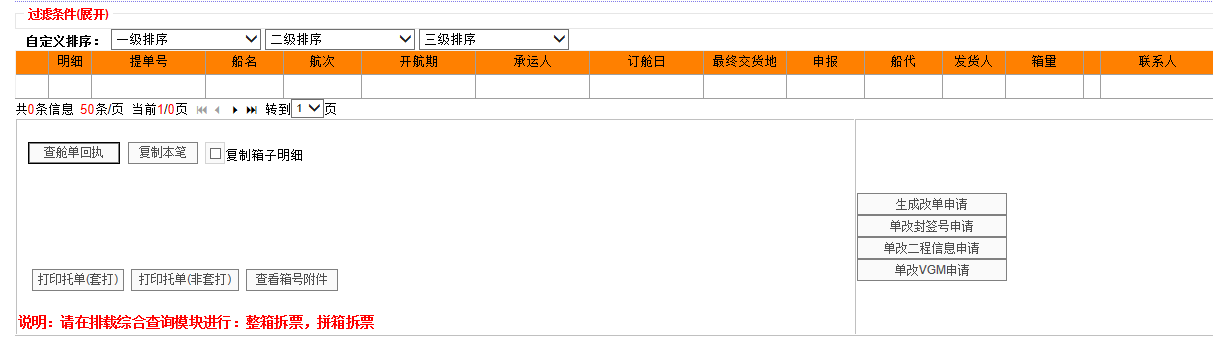 过滤条件(展开)
自定义排序： 一级排序 二级排序 三级排序
明细 提单号 船名 航次 开航期 承运人 订舱日 最终交货地 申报 船代 发货人 箱量 联系人
共0条信息 50条/页 当前1/0页 转到 1 页
查舱单回执 复制本笔 复制箱子明细
生成改单申请
单改封签号申请
单改二程信息申请
单改VGM申请
打印托单(套打) 打印托单(非套打) 查看箱号附件
说明：请在排载综合查询模块进行：整箱拆票，拼箱拆票